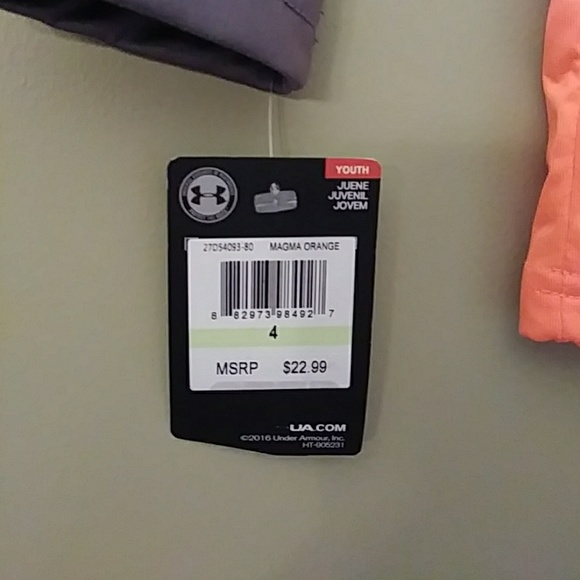 YOUTH
JUENE
JUVENIL
JOVEM
27D54093-80 MAGMA ORANGE
8 82973 98492 7
4
MSRP $22.99
UA.COM
©2016 Under Armour, Inc.
HT-905231